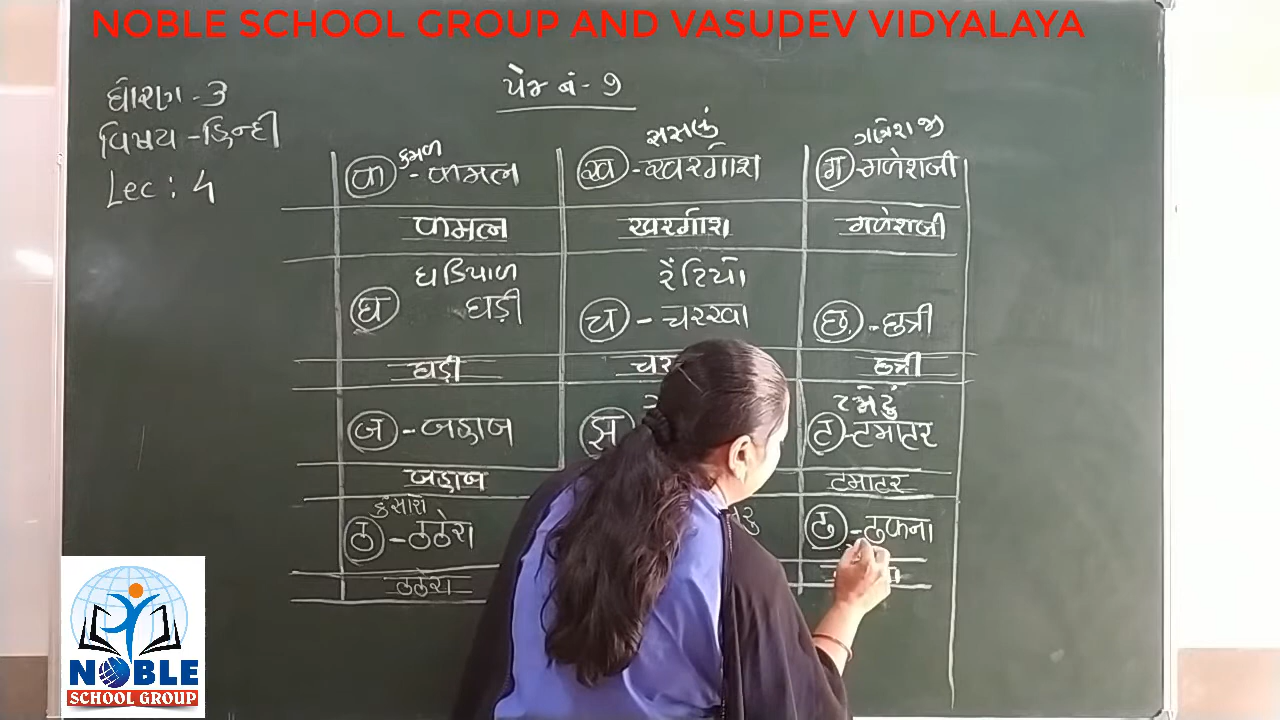 NOBLE SCHOOL GROUP AND VASUDEV VIDYALAYA
ધોરણ - 3
વિષય - હિન્દી
Lec : 4
પેજ નં - 9
કમળ
क - कमल
कमल
સસલું
ख - खरगोश
खरगोश
ગણેશજી
ग - गणेशजी
गणेशजी
ઘડિયાળ
घ घड़ी
घड़ी
રેંટિયો
च - चरखा
छ - छत्री
छत्री
ज - जहाज
जहाज
झ
ટમેટું
ट - टमाटर
टमाटर
કંસારો
ठ - ठठेरा
ठठेरा
ढ - ढकना
NOBLE
SCHOOL GROUP